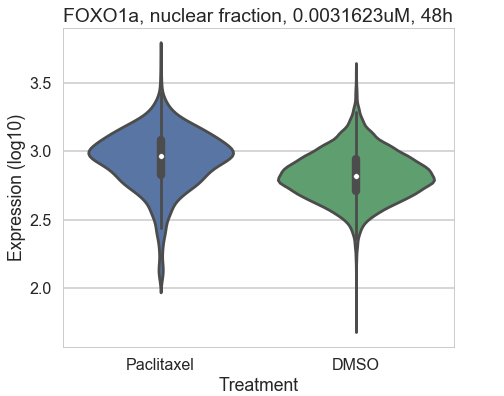 FOXO1a, nuclear fraction, 0.0031623uM, 48h
Expression (log10)
3.5
3.0
2.5
2.0
Paclitaxel DMSO
Treatment